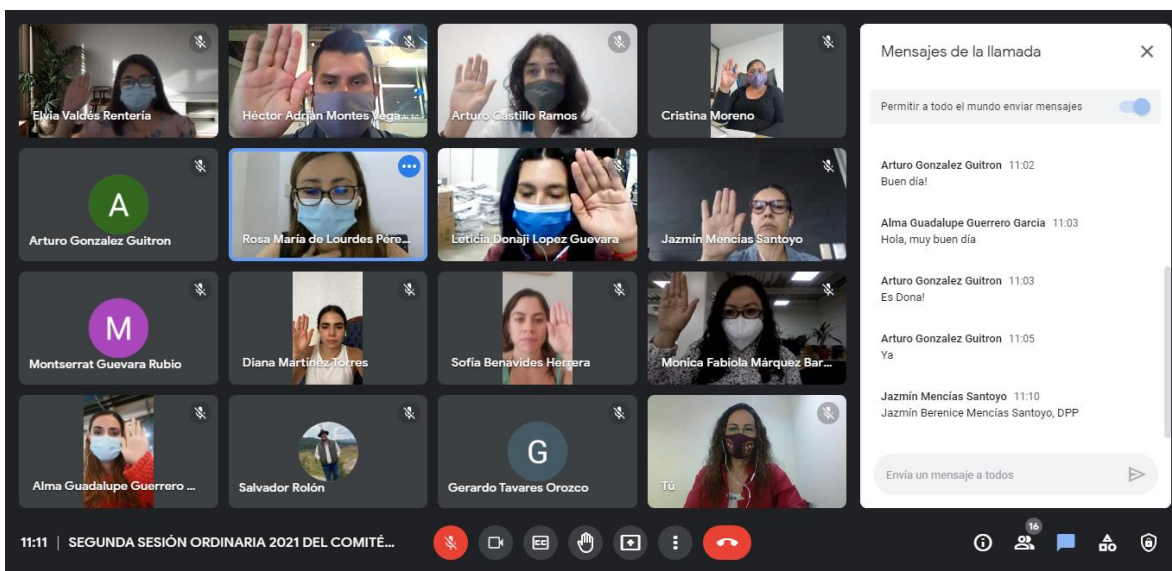 Elvia Valdés Rentería
Héctor Adrian Montes Vega
Arturo Castillo Ramos
Cristina Moreno
A
Arturo Gonzalez Guitron
Rosa María de Lourdes Pére...
Leticia Donaji Lopez Guevara
Jazmín Mencías Santoyo
M
Montserrat Guevara Rubio
Diana Martínez Torres
Sofía Benavides Herrera
Monica Fabiola Márquez Bar...
Alma Guadalupe Guerrero ...
Salvador Rolón
G
Gerardo Tavares Orozco
Tú
Mensajes de la llamada
Permitir a todo el mundo enviar mensajes
Arturo Gonzalez Guitron 11:02
Buen día!
Alma Guadalupe Guerrero Garcia 11:03
Hola, muy buen día
Arturo Gonzalez Guitron 11:03
Es Dona!
Arturo Gonzalez Guitron 11:05
Ya
Jazmín Mencías Santoyo 11:10
Jazmín Berenice Mencías Santoyo, DPP
Envía un mensaje a todos
11:11 | SEGUNDA SESIÓN ORDINARIA 2021 DEL COMITÉ...
16